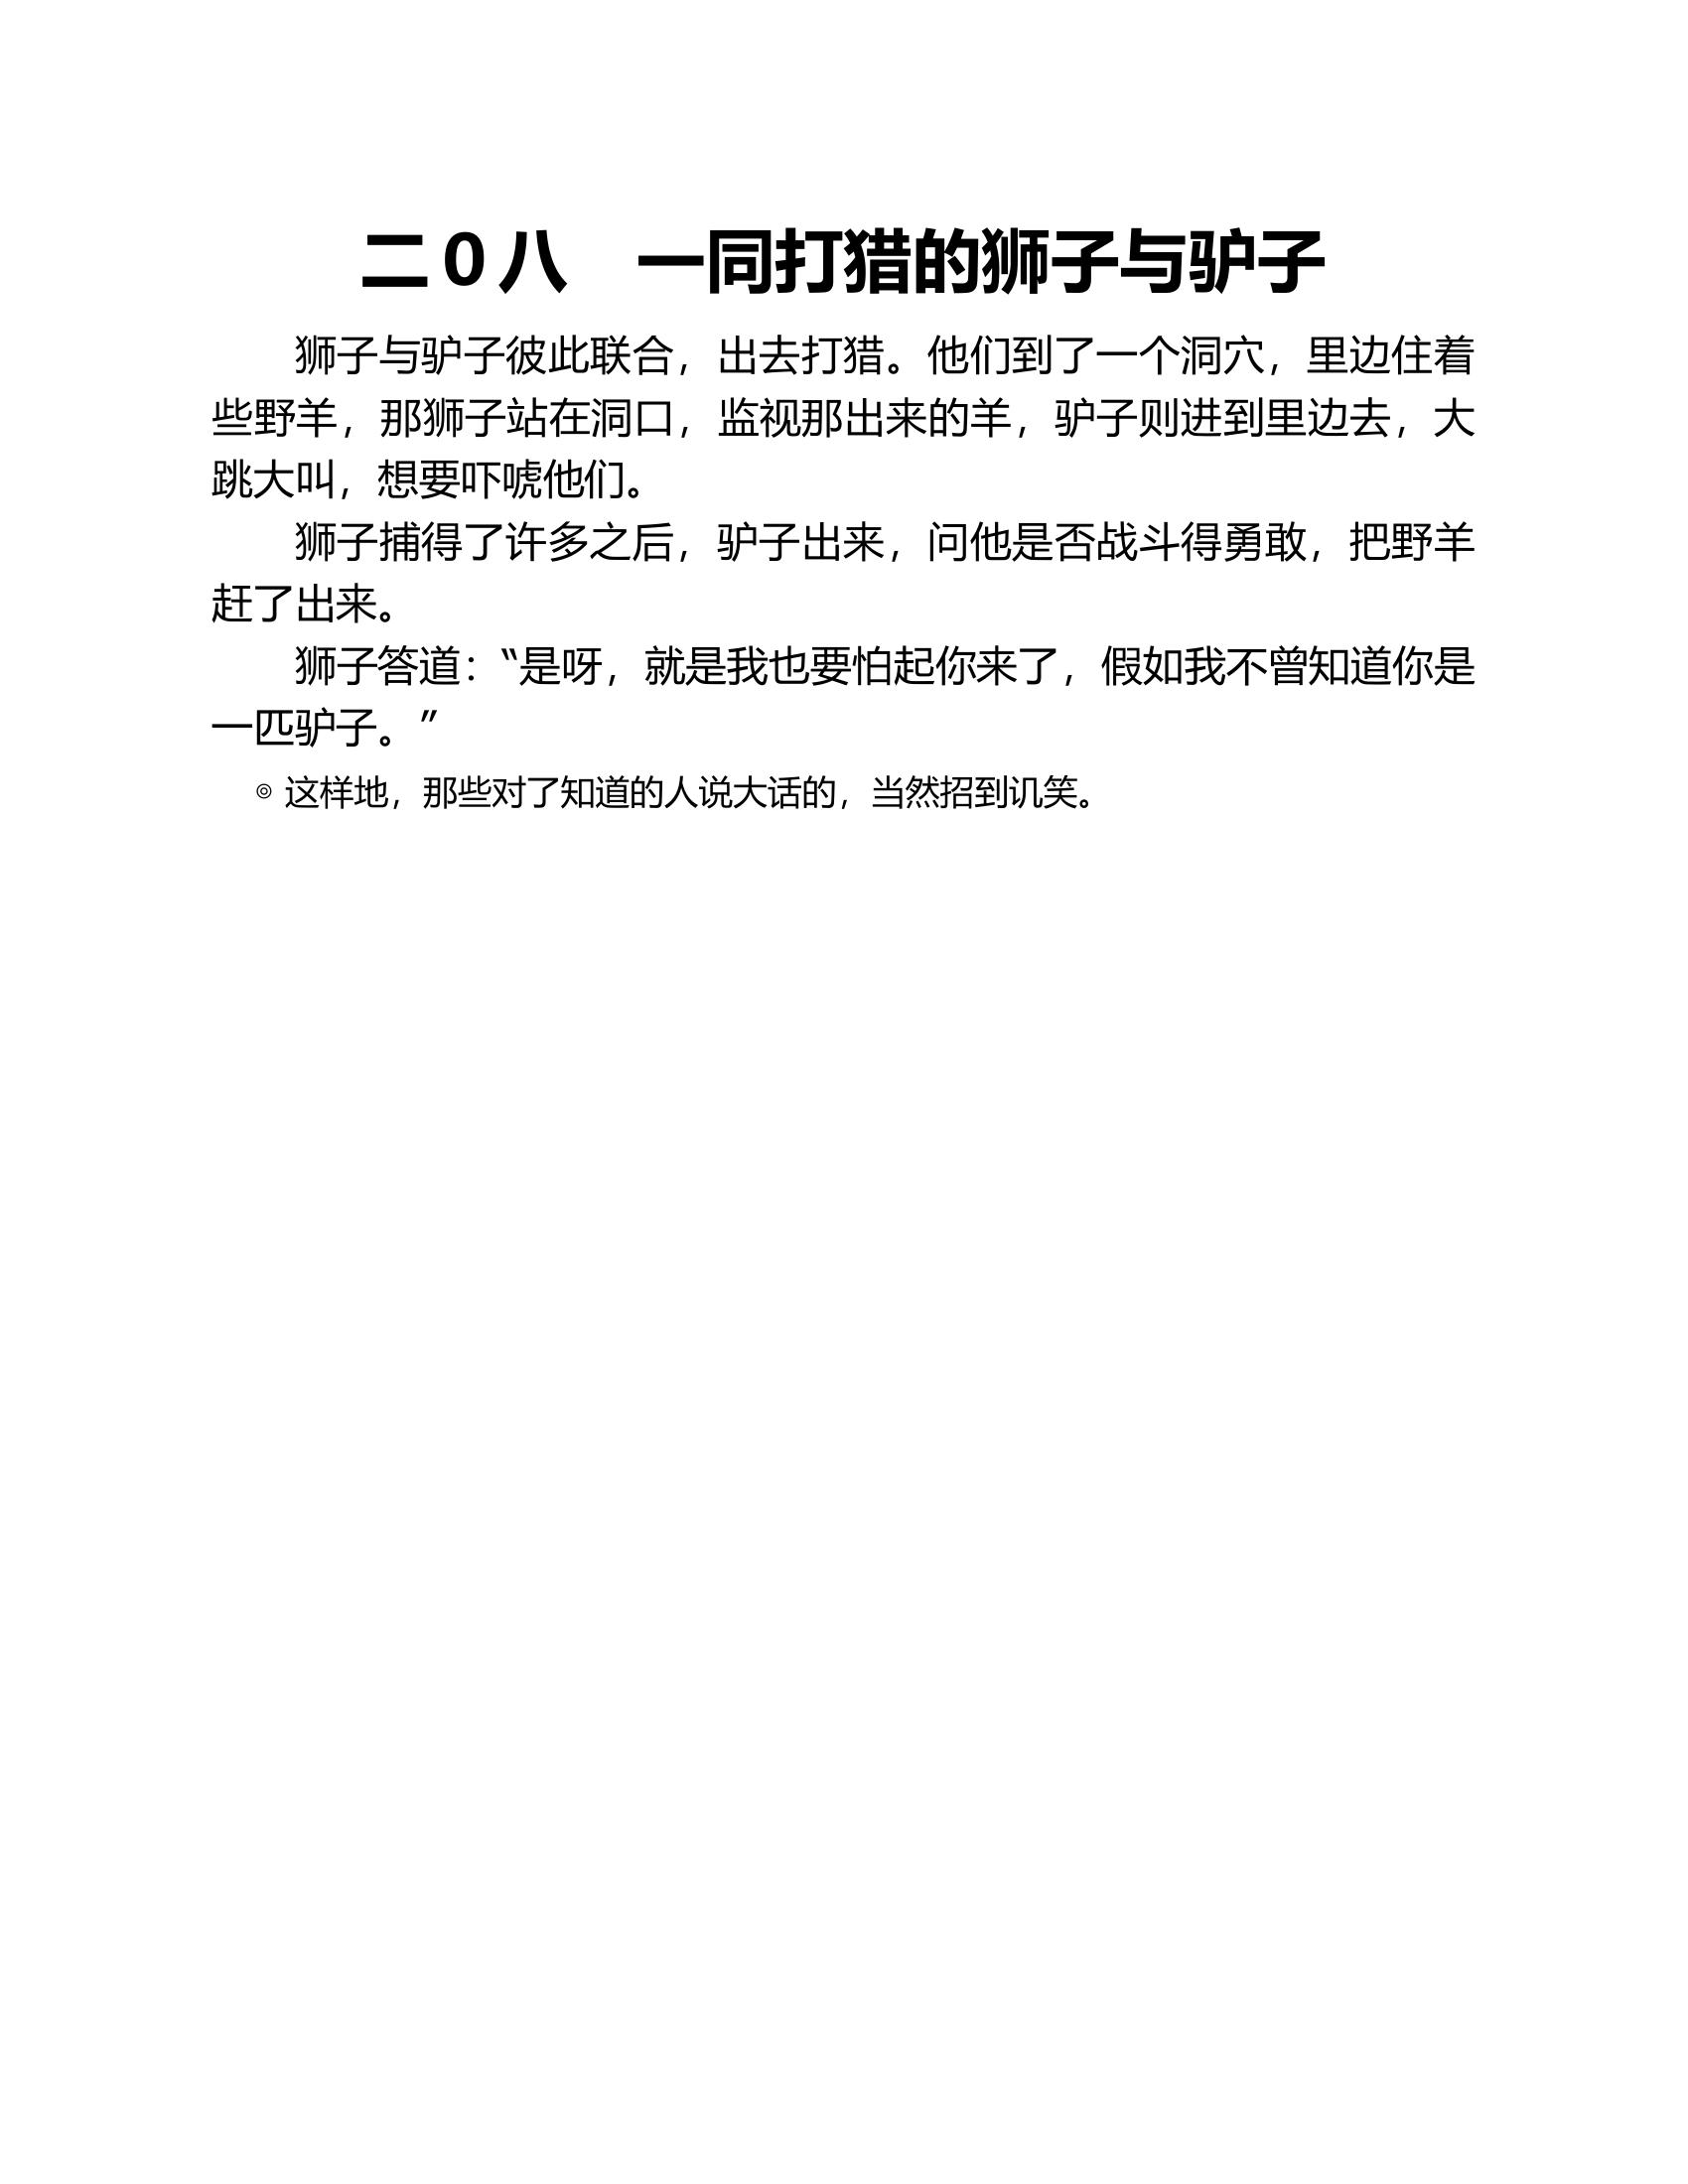 二0八　一同打猎的狮子与驴子
狮子与驴子彼此联合，出去打猎。他们到了一个洞穴，里边住着
些野羊，那狮子站在洞口，监视那出来的羊，驴子则进到里边去，大
跳大叫，想要吓唬他们。
狮子捕得了许多之后，驴子出来，问他是否战斗得勇敢，把野羊
赶了出来。
狮子答道：“是呀，就是我也要怕起你来了，假如我不曾知道你是
一匹驴子。”
◎ 这样地，那些对了知道的人说大话的，当然招到讥笑。